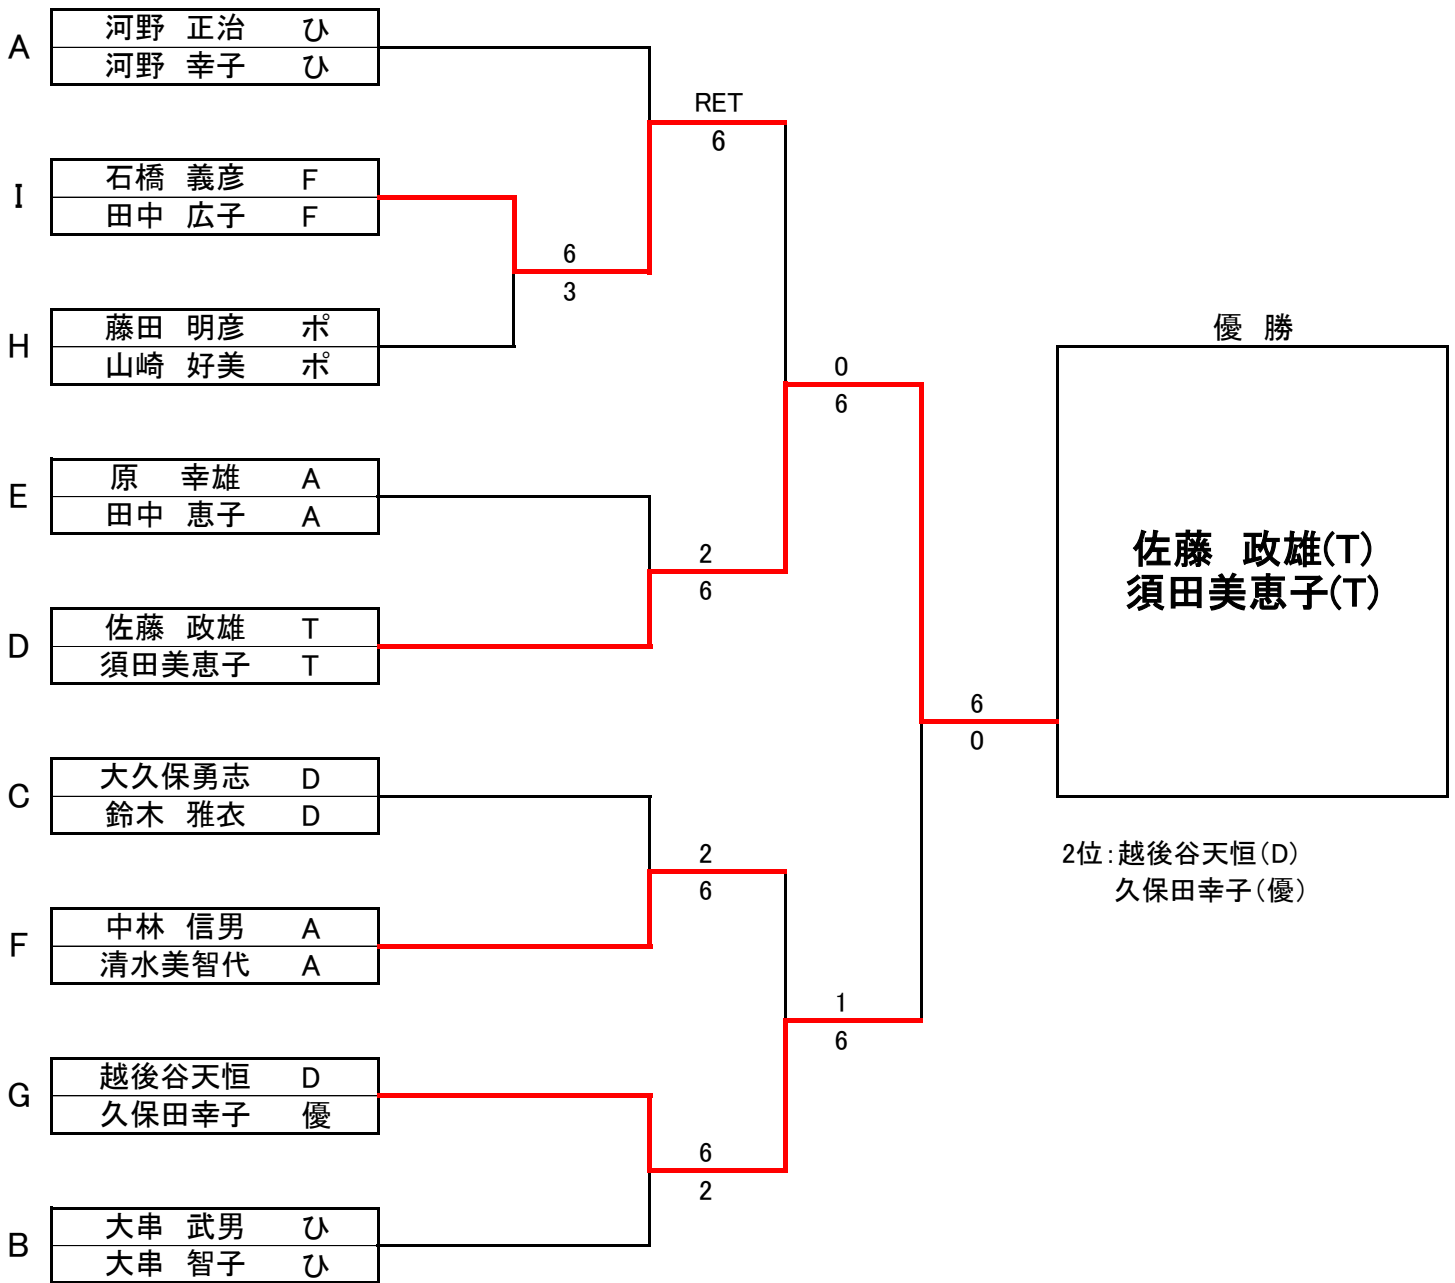 A
河野 正治 ひ
河野 幸子 ひ
RET
6
I
石橋 義彦 F
田中 広子 F
6
3
H
藤田 明彦 ポ
山崎 好美 ポ
優 勝
0
6
E
原 幸雄 A
田中 恵子 A
2
6
佐藤 政雄(T)
須田美恵子(T)
D
佐藤 政雄 T
須田美恵子 T
6
0
C
大久保勇志 D
鈴木 雅衣 D
2
6
2位:越後谷天恒(D)
久保田幸子(優)
F
中林 信男 A
清水美智代 A
1
6
G
越後谷天恒 D
久保田幸子 優
6
2
B
大串 武男 ひ
大串 智子 ひ